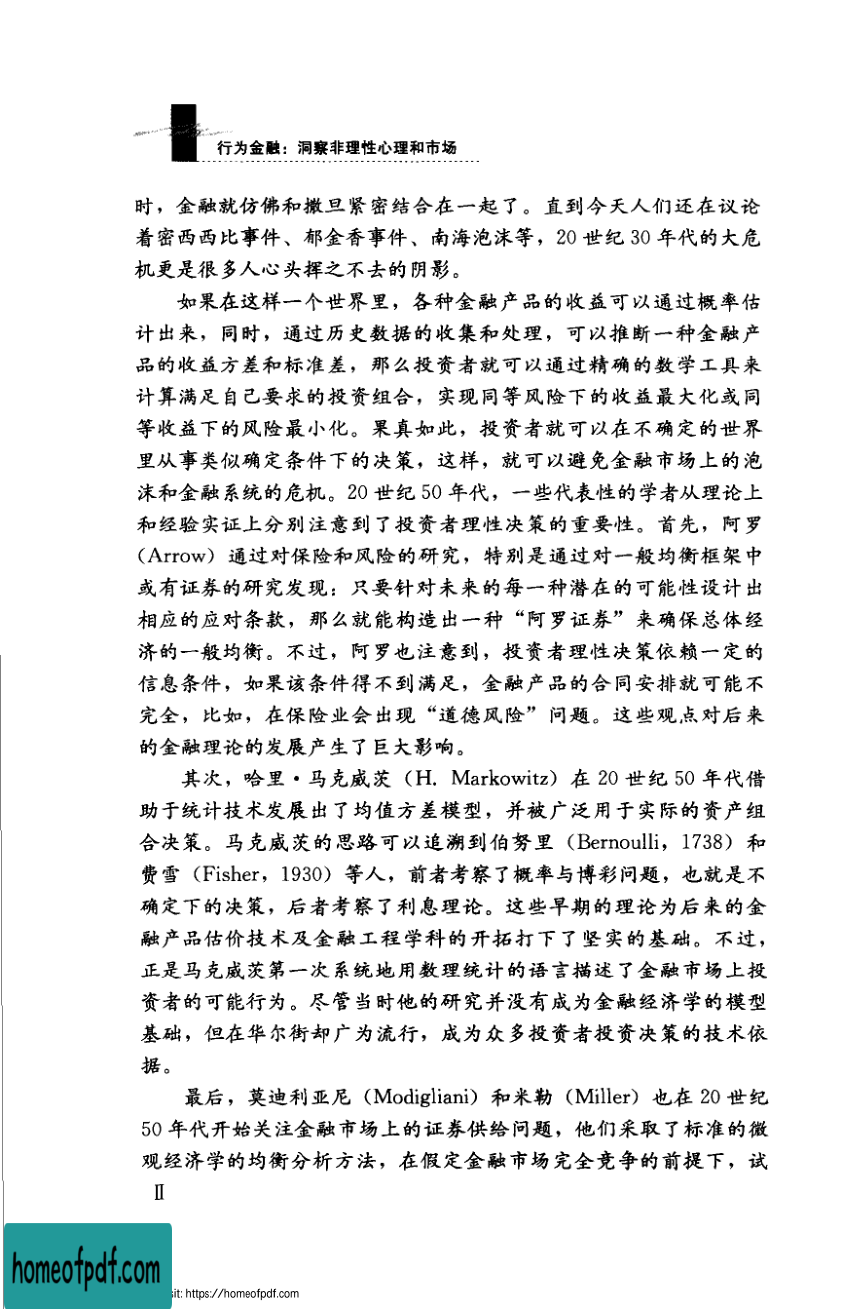 行为金融：洞察非理性心理和市场
时，金融就仿佛和撒旦紧密结合在一起了。直到今天人们还在议论
着密西西比事件、郁金香事件、南海泡沫等，20 世纪 30 年代的大危
机更是很多人心头挥之不去的阴影。
如果在这样一个世界里，各种金融产品的收益可以通过概率估
计出来，同时，通过历史数据的收集和处理，可以推断一种金融产
品的收益方差和标准差，那么投资者就可以通过精确的数学工具来
计算满足自己要求的投资组合，实现同等风险下的收益最大化或同
等收益下的风险最小化。果真如此，投资者就可以在不确定的世界
里从事类似确定条件下的决策，这样，就可以避免金融市场上的泡
沫和金融系统的危机。20 世纪 50 年代，一些代表性的学者从理论上
和经验实证上分别注意到了投资者理性决策的重要性。首先，阿罗
（Arrow）通过对保险和风险的研究，特别是通过对一般均衡框架中
或有证券的研究发现：只要针对未来的每一种潜在的可能性设计出
相应的应对条款，那么就能构造出一种“阿罗证券”来确保总体经
济的一般均衡。不过，阿罗也注意到，投资者理性决策依赖一定的
信息条件，如果该条件得不到满足，金融产品的合同安排就可能不
完全，比如，在保险业会出现“道德风险”问题。这些观点对后来
的金融理论的发展产生了巨大影响。
其次，哈里·马克威茨（H. Markowitz）在 20 世纪 50 年代借
助于统计技术发展出了均值方差模型，并被广泛用于实际的资产组
合决策。马克威茨的思路可以追溯到伯努里（Bernoulli，1738）和
费雪（Fisher，1930）等人，前者考察了概率与博彩问题，也就是不
确定下的决策，后者考察了利息理论。这些早期的理论为后来的金
融产品估价技术及金融工程学科的开拓打下了坚实的基础。不过，
正是马克威茨第一次系统地用数理统计的语言描述了金融市场上投
资者的可能行为。尽管当时他的研究并没有成为金融经济学的模型
基础，但在华尔街却广为流行，成为众多投资者投资决策的技术依
据。
最后，莫迪利亚尼（Modigliani）和米勒（Miller）也在 20 世纪
50 年代开始关注金融市场上的证券供给问题，他们采取了标准的微
观经济学的均衡分析方法，在假定金融市场完全竞争的前提下，试
Ⅱ
homeofpdf.com
sit: https://homeofpdf.com